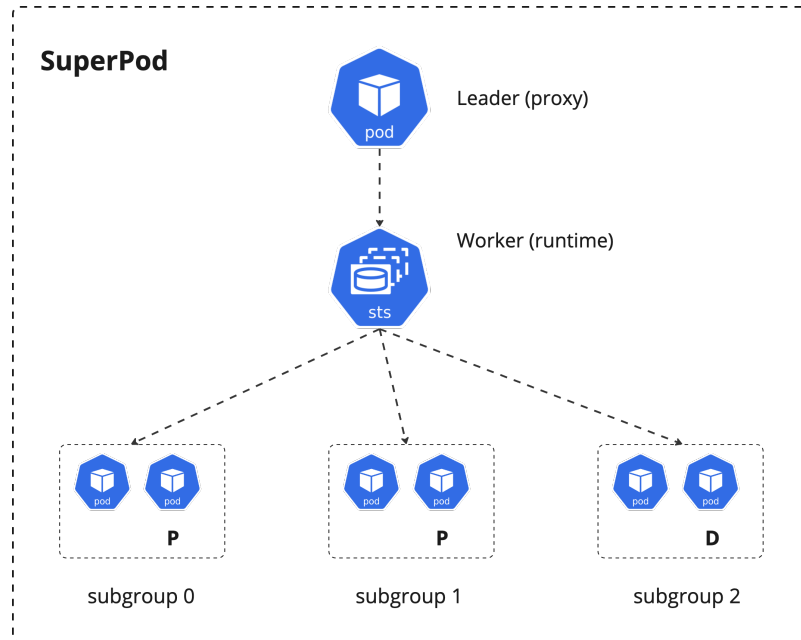 SuperPod
pod
Leader (proxy)
sts
Worker (runtime)
pod pod
P
subgroup 0
pod pod
P
subgroup 1
pod pod
D
subgroup 2